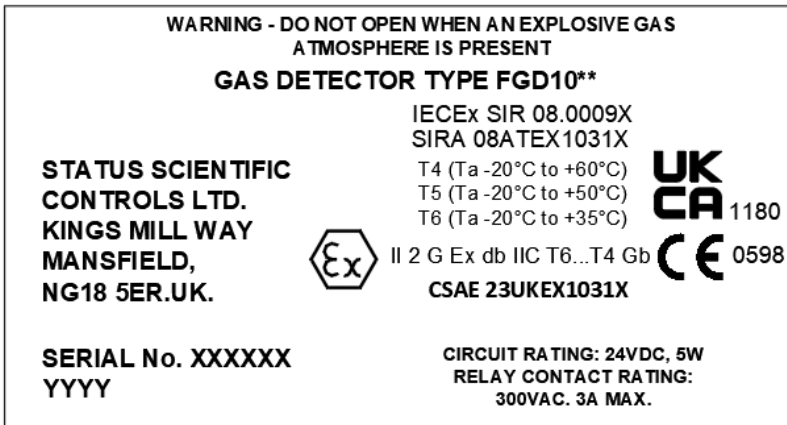 WARNING - DO NOT OPEN WHEN AN EXPLOSIVE GAS
ATMOSPHERE IS PRESENT
GAS DETECTOR TYPE FGD10**
IECEx SIR 08.0009X
SIRA 08ATEX1031X
T4 (Ta -20°C to +60°C)
T5 (Ta -20°C to +50°C)
T6 (Ta -20°C to +35°C)
UK
CA 1180
STATUS SCIENTIFIC
CONTROLS LTD.
KINGS MILL WAY
MANSFIELD,
NG18 5ER.UK.
Ex II 2 G Ex db IIC T6...T4 Gb CE 0598
CSAE 23UKEX1031X
SERIAL No. XXXXXX
YYYY
CIRCUIT RATING: 24VDC, 5W
RELAY CONTACT RATING:
300VAC. 3A MAX.